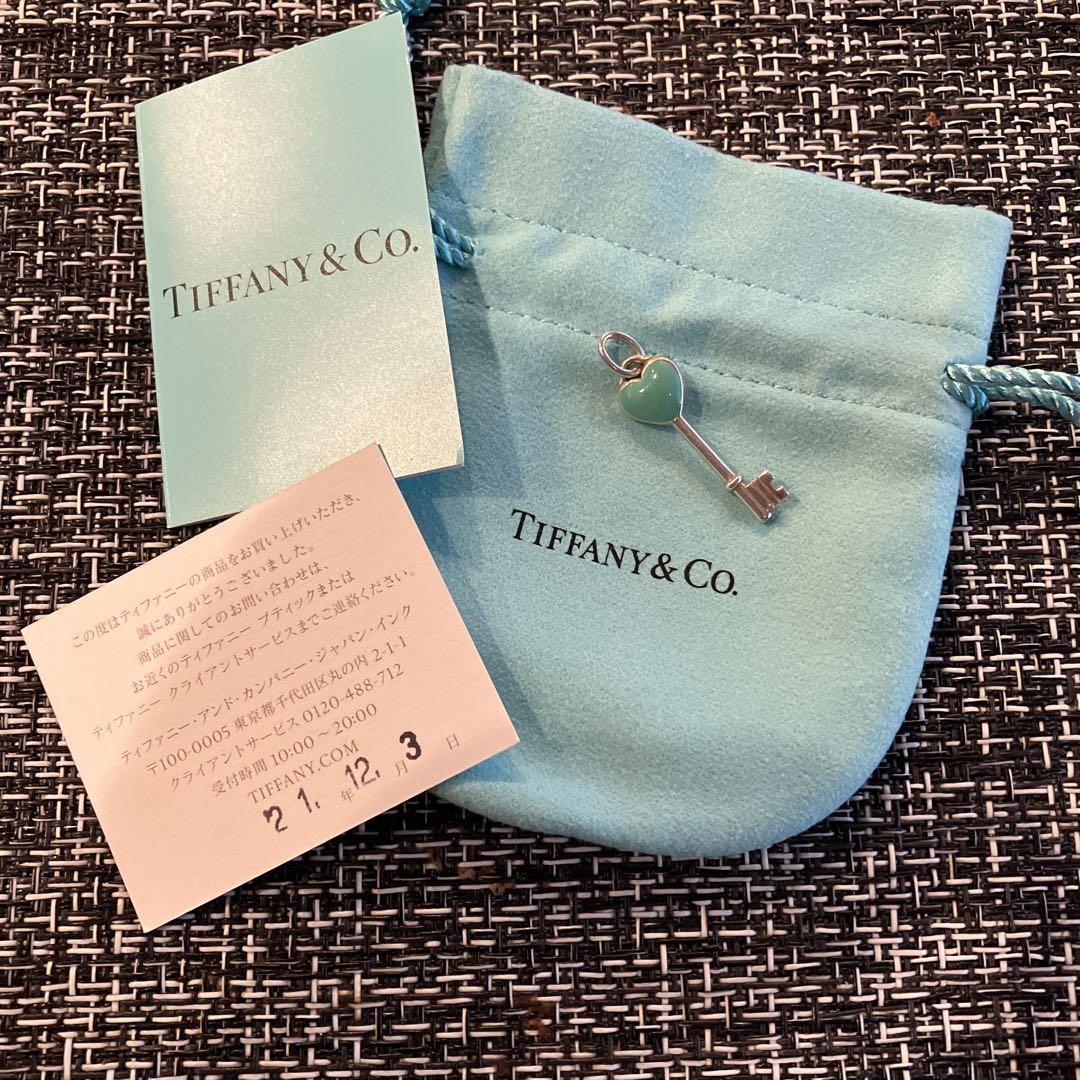 TIFFANY & CO.
TIFFANY & CO.
この度はティファニーの商品をお買い上げいただき、
誠にありがとうございました。
商品に関してのお問い合わせは、
お近くのティファニー ブティックまたは
ティファニー クライアントサービスまでご連絡ください。
ティファニー・アンド・カンパニー・ジャパン・インク
〒100-0005 東京都千代田区丸の内 2-1-1
クライアントサービス 0120-488-712
受付時間 10:00～20:00
TIFFANY.COM
21. 年 12. 月 3 日